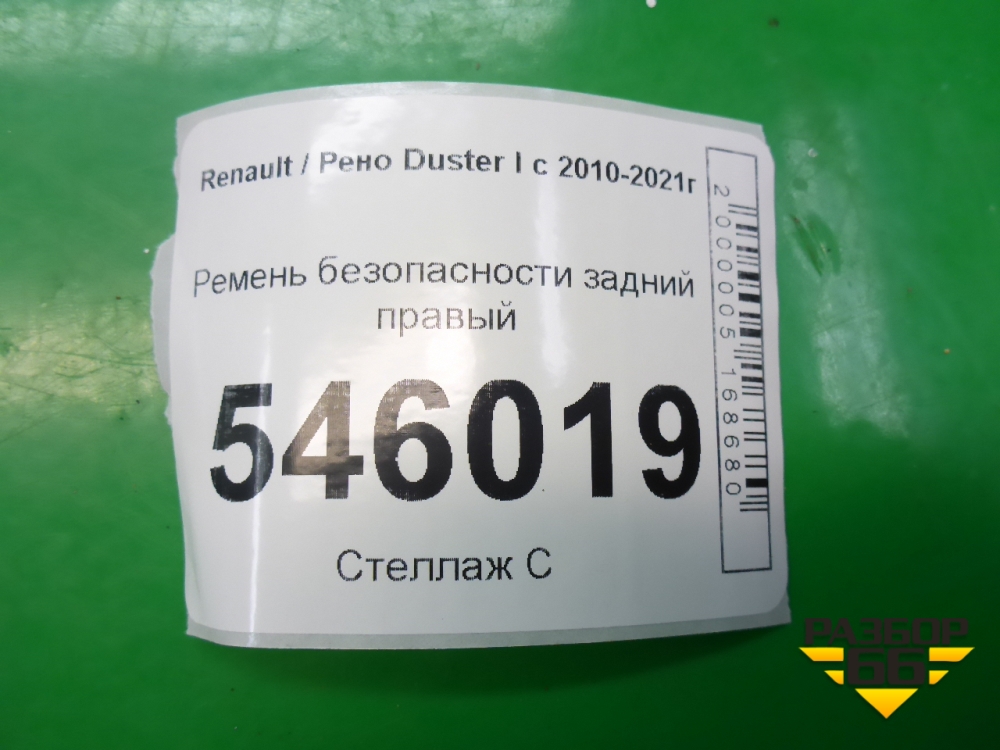 Renault / Рено Duster I с 2010-2021г
Ремень безопасности задний
правый
546019
Стеллаж С
2000005168680
РАЗБОР
66